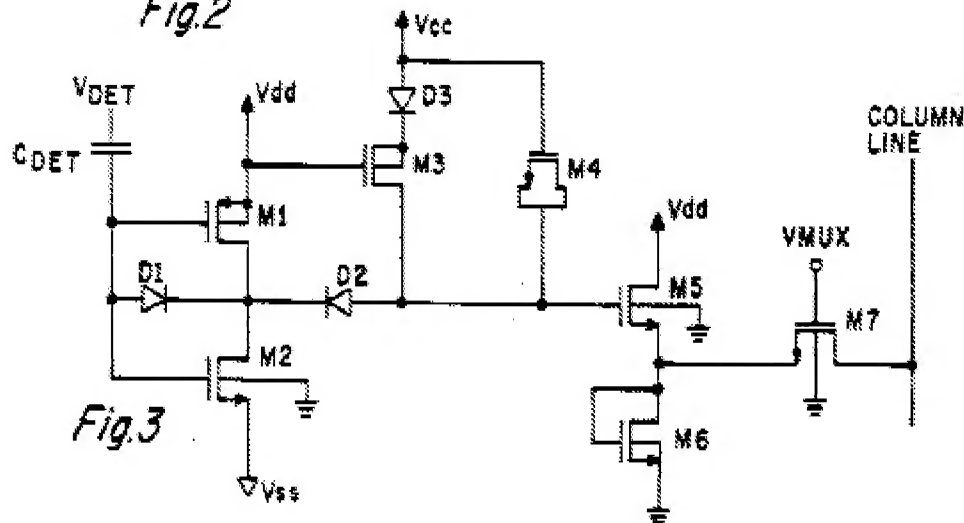 Fig.2
Vcc
VDET
Vdd
D3
COLUMN
LINE
CDET
M3
M4
M1
Vdd
VMUX
D1
D2
M5
M7
M2
Fig.3
M6
Vss